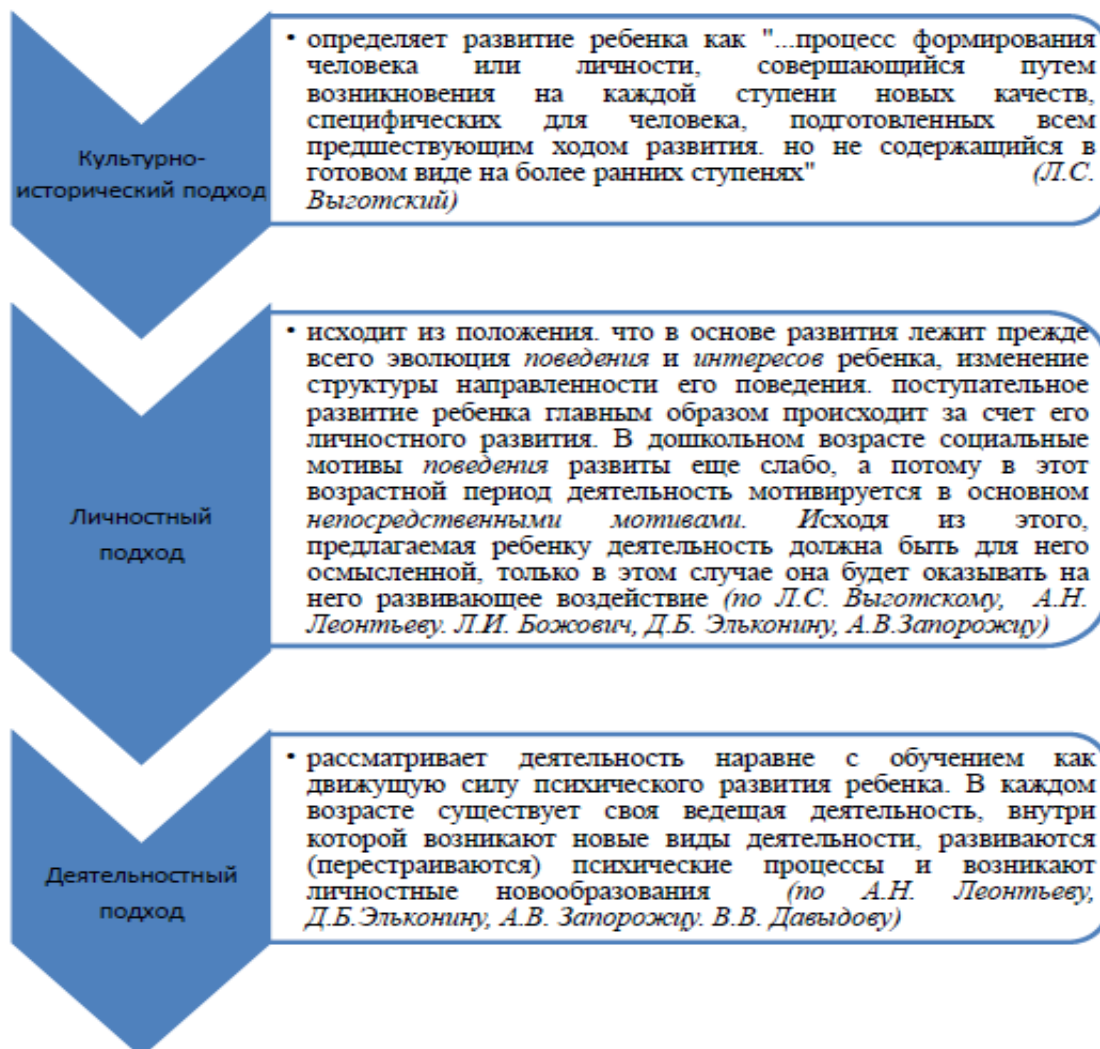 Культурно-
исторический подход
• определяет развитие ребенка как "...процесс формирования
человека или личности, совершающийся путем
возникновения на каждой ступени новых качеств,
специфических для человека, подготовленных всем
предшествующим ходом развития. но не содержащийся в
готовом виде на более ранних ступенях" (Л.С.
Выготский)
Личностный
подход
• исходит из положения. что в основе развития лежит прежде
всего эволюция поведения и интересов ребенка, изменение
структуры направленности его поведения. поступательное
развитие ребенка главным образом происходит за счет его
личностного развития. В дошкольном возрасте социальные
мотивы поведения развиты еще слабо, а потому в этот
возрастной период деятельность мотивируется в основном
непосредственными мотивами. Исходя из этого,
предлагаемая ребенку деятельность должна быть для него
осмысленной, только в этом случае она будет оказывать на
него развивающее воздействие (по Л.С. Выготскому, А.Н.
Леонтьеву. Л.И. Божович, Д.Б. Эльконину, А.В.Запорожцу)
Деятельностный
подход
• рассматривает деятельность наравне с обучением как
движущую силу психического развития ребенка. В каждом
возрасте существует своя ведещая деятельность, внутри
которой возникают новые виды деятельности, развиваются
(перестраиваются) психические процессы и возникают
личностные новообразования (по А.Н. Леонтьеву,
Д.Б.Эльконину, А.В. Запорожцу. В.В. Давыдову)